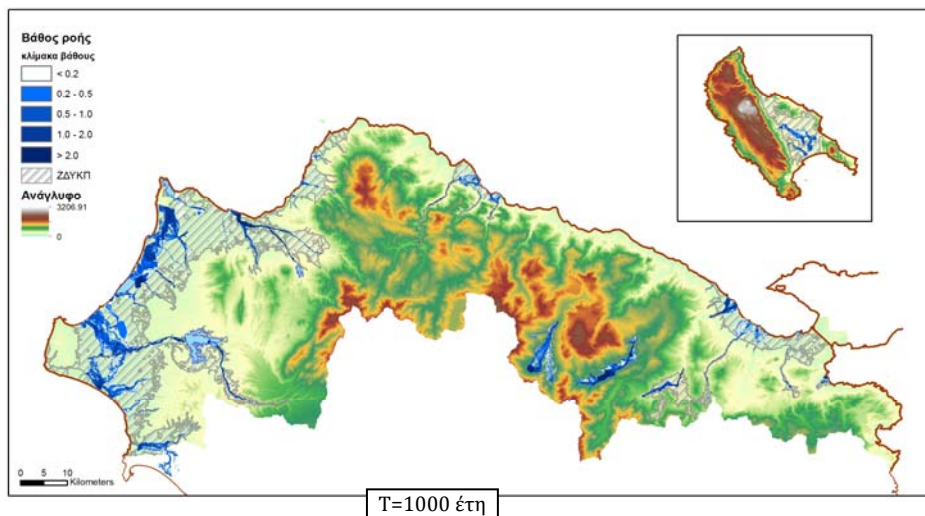 Βάθος ροής
κλίμακα βάθους
< 0.2
0.2 - 0.5
0.5 - 1.0
1.0 - 2.0
> 2.0
ΖΔΥΚΠ
Ανάγλυφο
3206.91
0
0 5 10
Kilometers
T=1000 έτη